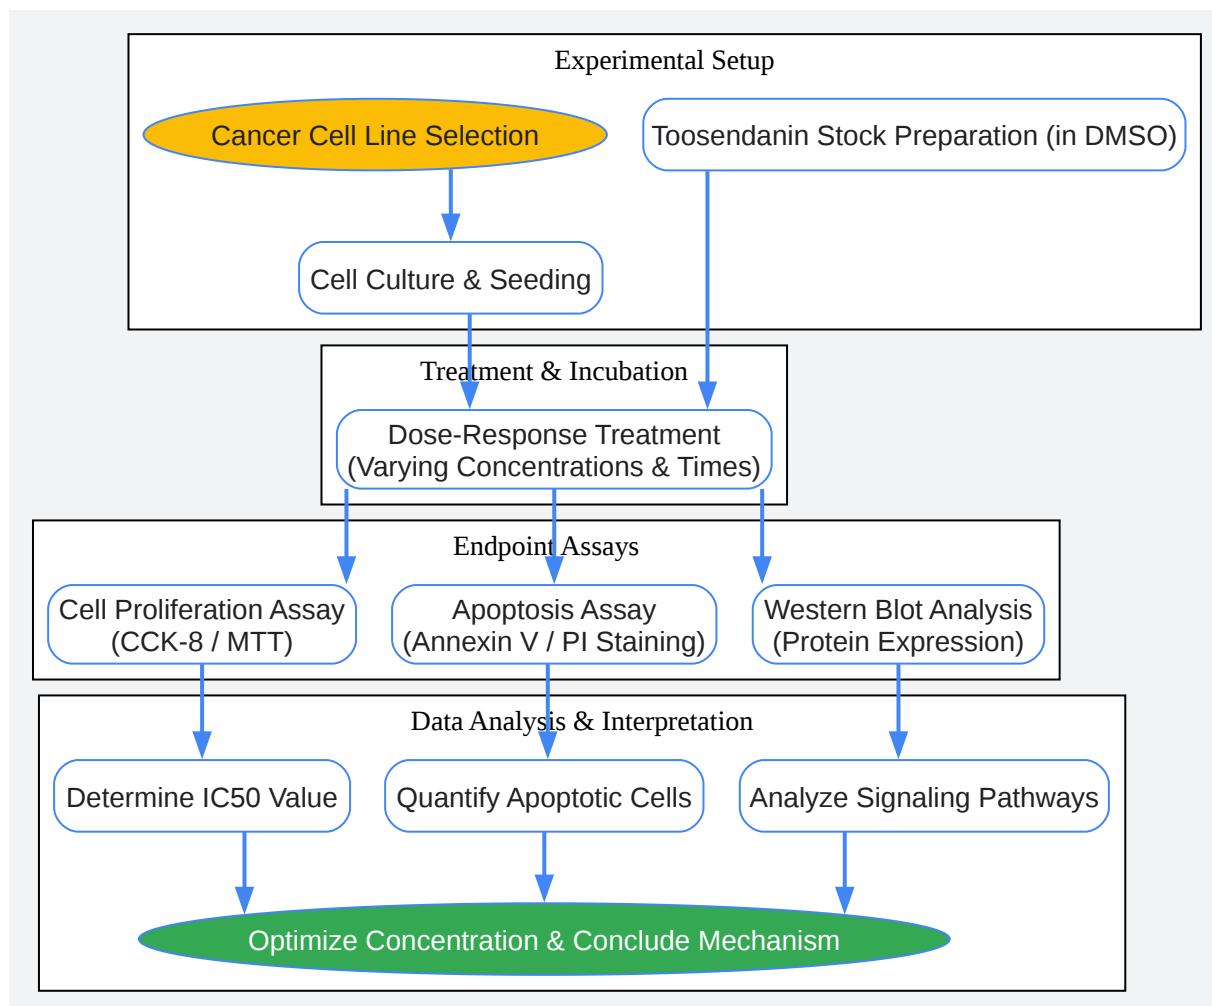 Experimental Setup
Cancer Cell Line Selection
Toosendanin Stock Preparation (in DMSO)
Cell Culture & Seeding
Treatment & Incubation
Dose-Response Treatment
(Varying Concentrations & Times)
Endpoint Assays
Cell Proliferation Assay
(CCK-8 / MTT)
Apoptosis Assay
(Annexin V / PI Staining)
Western Blot Analysis
(Protein Expression)
Data Analysis & Interpretation
Determine IC50 Value
Quantify Apoptotic Cells
Analyze Signaling Pathways
Optimize Concentration & Conclude Mechanism